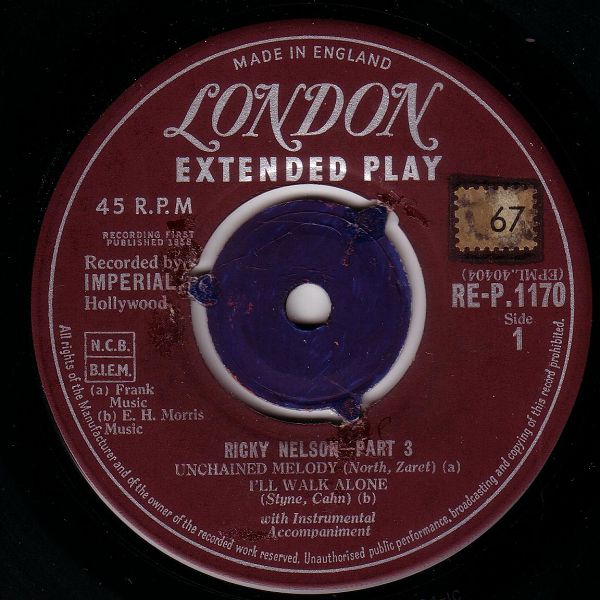 MADE IN ENGLAND
LONDON
EXTENDED PLAY
45 R.P.M
67
RECORDING FIRST
PUBLISHED 1958
Recorded by
IMPERIAL
Hollywood
(EPML.40404)
RE-P.1170
Side
1
N.C.B.
B.I.E.M.
(a) Frank
Music
(b) E. H. Morris
Music
RICKY NELSON PART 3
UNCHAINED MELODY (North, Zaret) (a)
I'LL WALK ALONE
(Styne, Cahn) (b)
with Instrumental
Accompaniment
All rights of the Manufacturer and of the owner of the recorded work reserved. Unauthorised public performance, broadcasting and copying of this record prohibited.